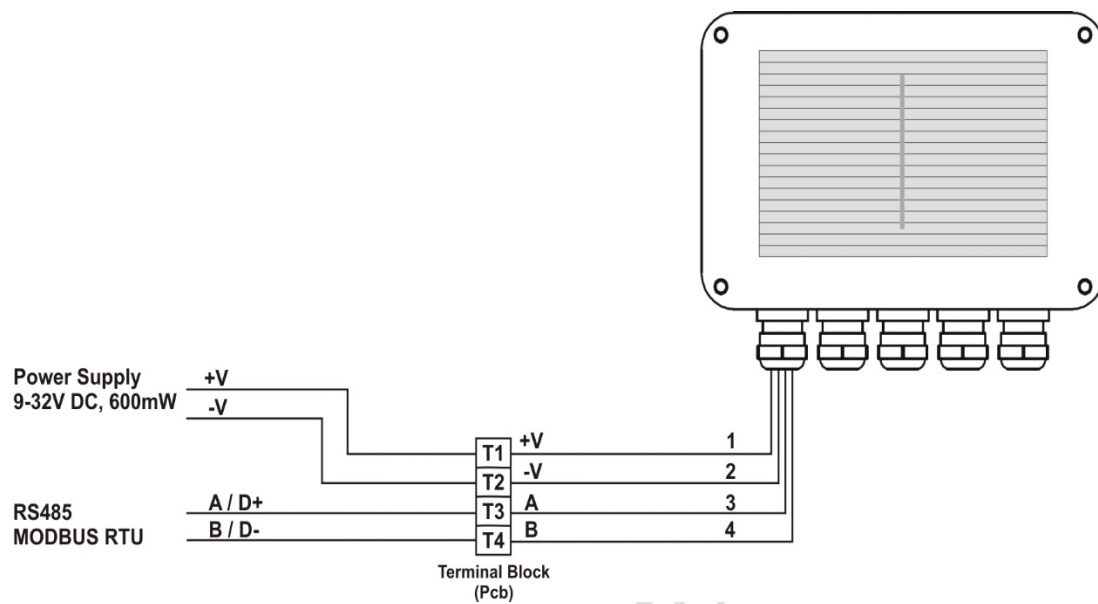 Power Supply
9-32V DC, 600mW
+V
-V
RS485
MODBUS RTU
A / D+
B / D-
T1
T2
T3
T4
+V
-V
A
B
1
2
3
4
Terminal Block
(Pcb)